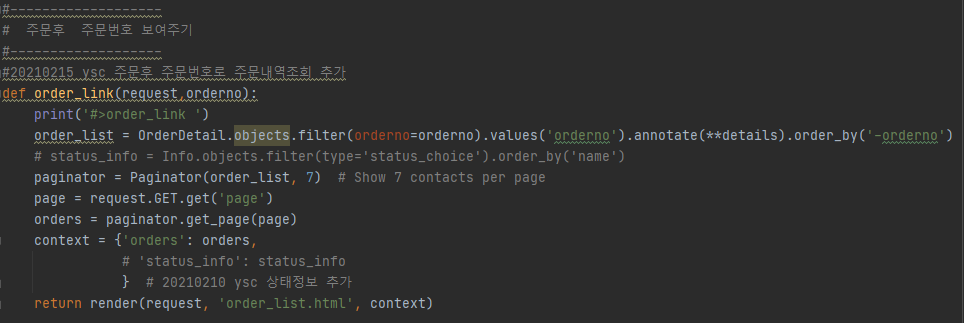 #-------------------
#  주문후  주문번호 보여주기
#-------------------
#20210215 ysc 주문후 주문번호로 주문내역조회 추가
def order_link(request,orderno):
    print('#>order_link ')
    order_list = OrderDetail.objects.filter(orderno=orderno).values('orderno').annotate(**details).order_by('-orderno')
    # status_info = Info.objects.filter(type='status_choice').order_by('name')
    paginator = Paginator(order_list, 7)  # Show 7 contacts per page
    page = request.GET.get('page')
    orders = paginator.get_page(page)
    context = {'orders': orders,
               # 'status_info': status_info
               }  # 20210210 ysc 상태정보 추가
    return render(request, 'order_list.html', context)